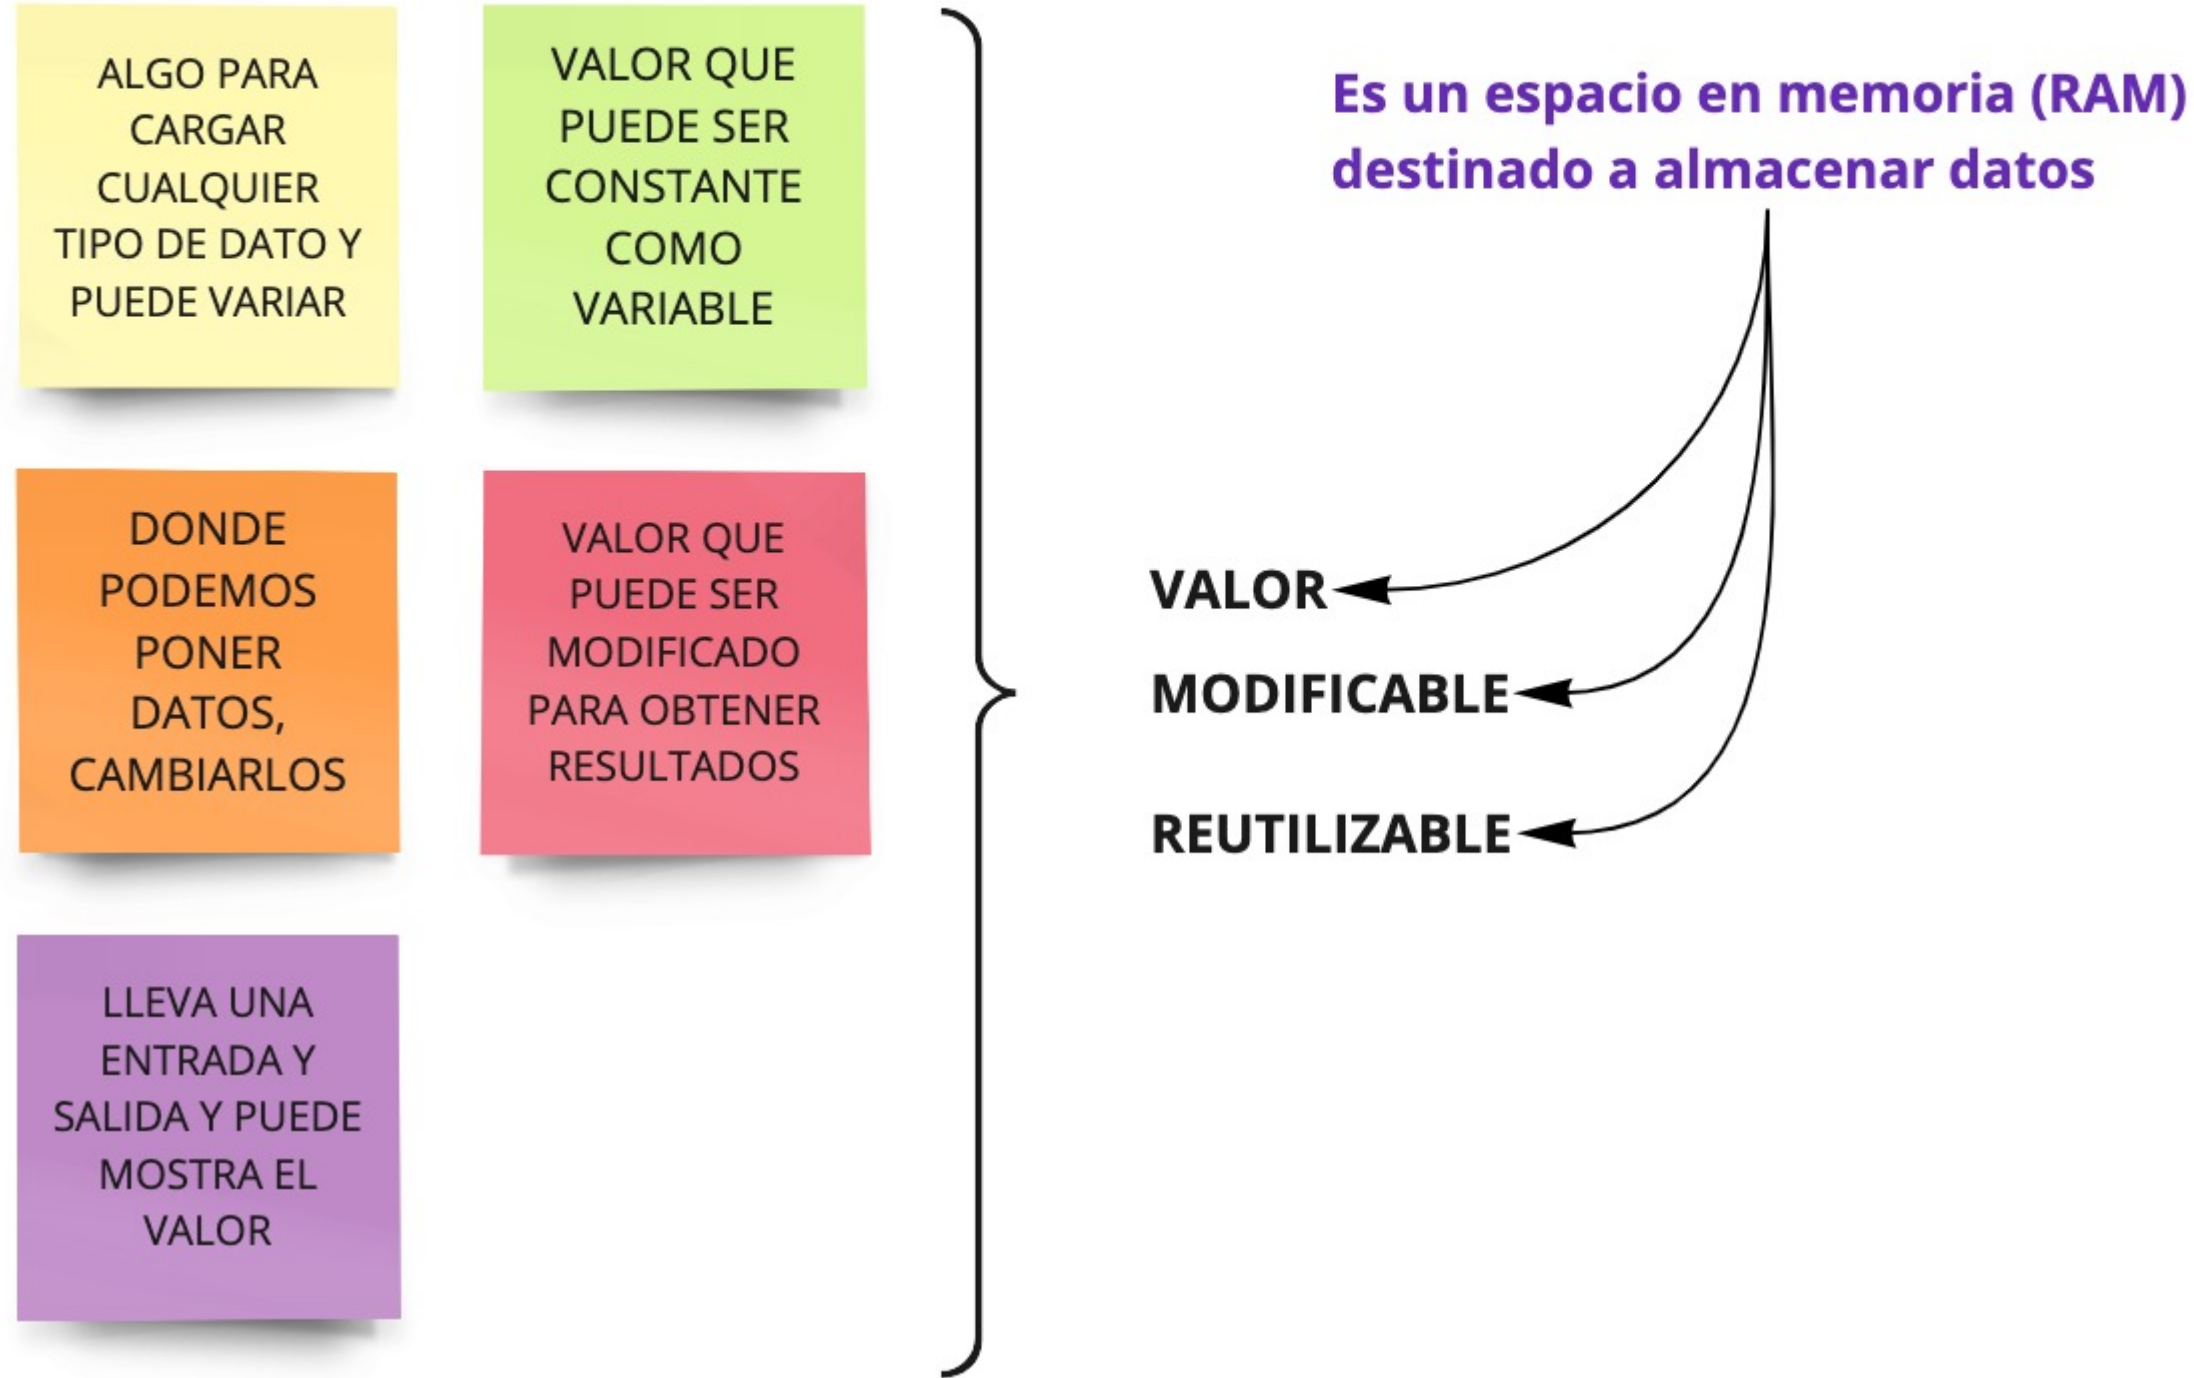 ALGO PARA
CARGAR
CUALQUIER
TIPO DE DATO Y
PUEDE VARIAR
VALOR QUE
PUEDE SER
CONSTANTE
COMO
VARIABLE
DONDE
PODEMOS
PONER
DATOS,
CAMBIARLOS
VALOR QUE
PUEDE SER
MODIFICADO
PARA OBTENER
RESULTADOS
LLEVA UNA
ENTRADA Y
SALIDA Y PUEDE
MOSTRA EL
VALOR
Es un espacio en memoria (RAM)
destinado a almacenar datos
VALOR
MODIFICABLE
REUTILIZABLE